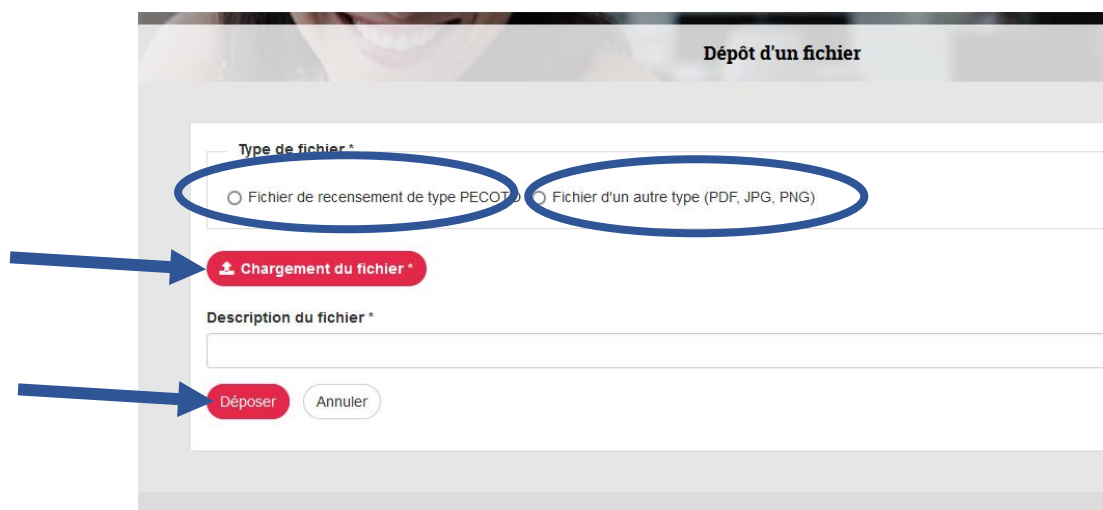 Dépôt d'un fichier
Type de fichier *
Fichier de recensement de type PECOTO Fichier d'un autre type (PDF, JPG, PNG)
Chargement du fichier *
Description du fichier *
Déposer Annuler